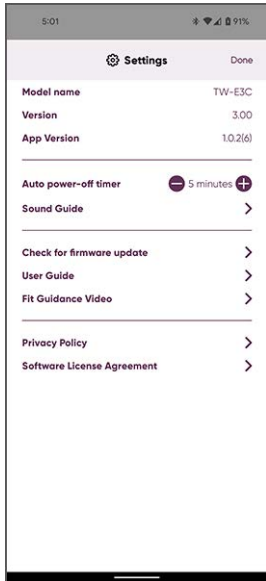 5:01 91%
Settings Done
Model name TW-E3C
Version 3.00
App Version 1.0.2(6)
Auto power-off timer 5 minutes
Sound Guide
Check for firmware update
User Guide
Fit Guidance Video
Privacy Policy
Software License Agreement